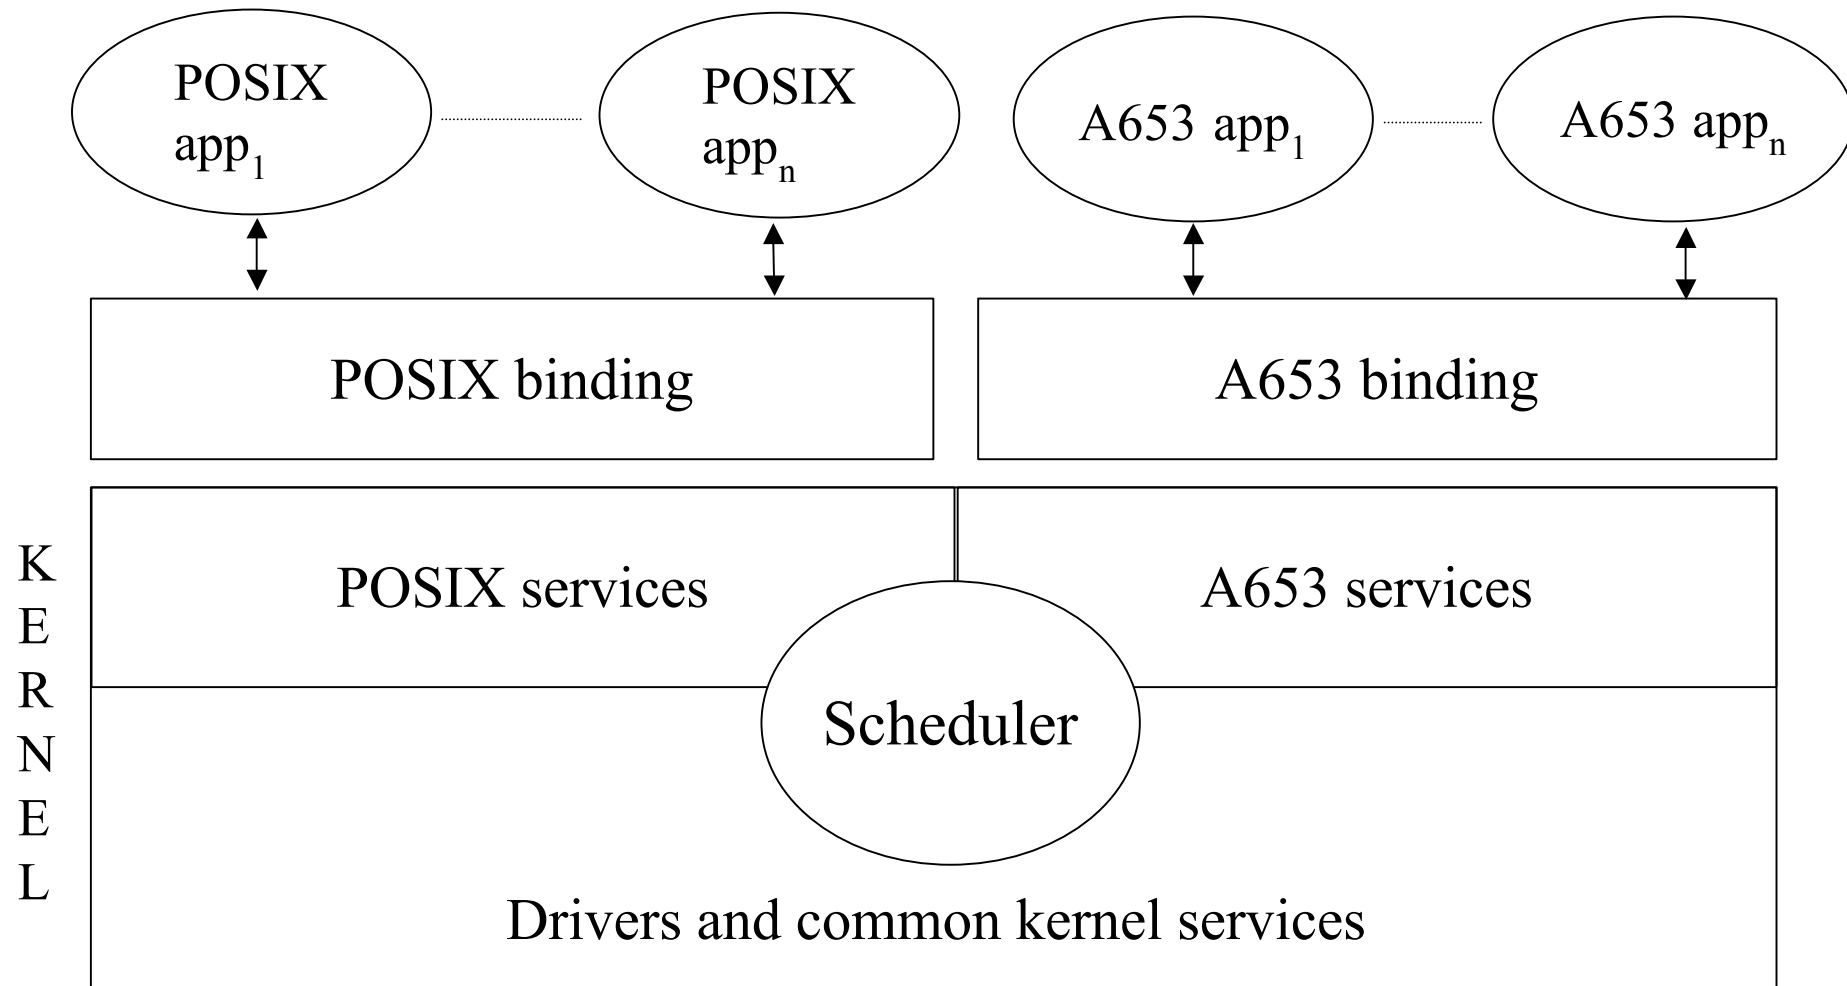 POSIX
app1
POSIX
appn
A653 app1
A653 appn
POSIX binding
A653 binding
KERNEL
POSIX services
A653 services
Scheduler
Drivers and common kernel services